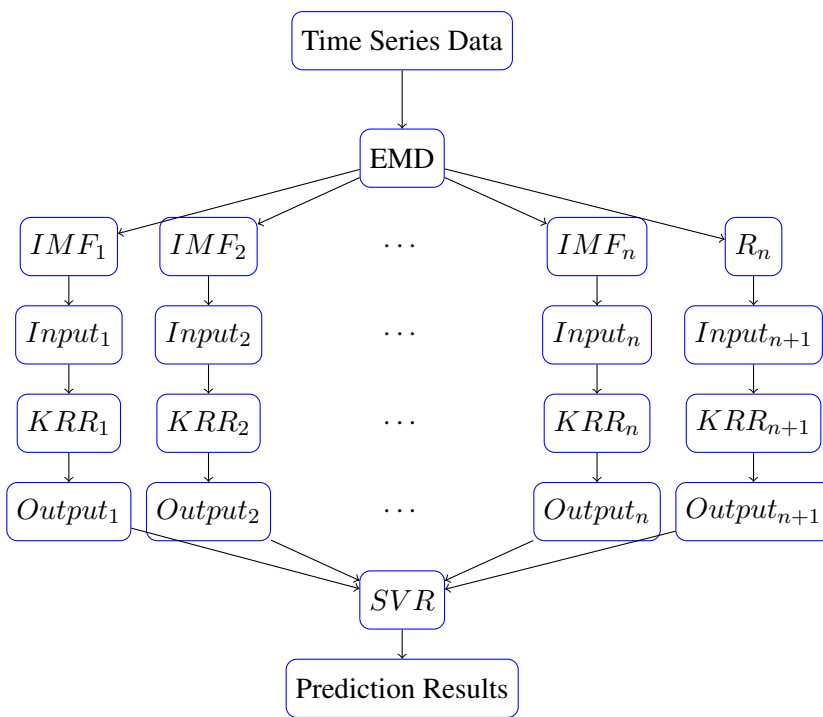 Time Series Data
EMD
IMF₁ IMF₂ ... IMFₙ Rₙ
Input₁ Input₂ ... Inputₙ Inputₙ₊₁
KRR₁ KRR₂ ... KRRₙ KRRₙ₊₁
Output₁ Output₂ ... Outputₙ Outputₙ₊₁
SVR
Prediction Results